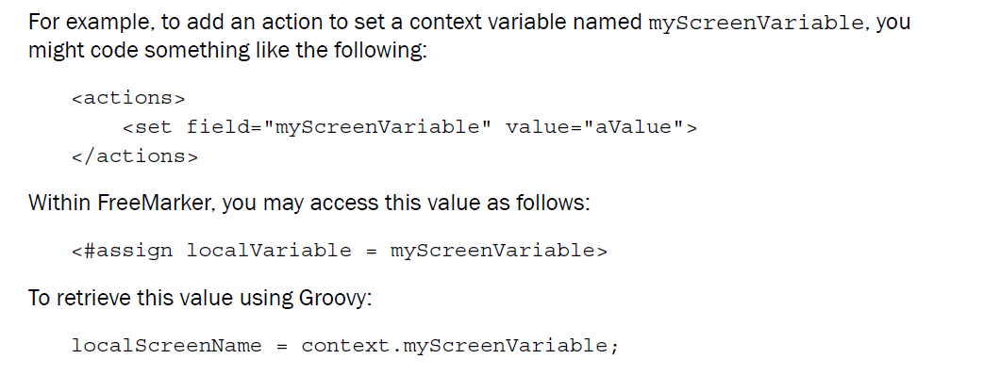 For example, to add an action to set a context variable named myScreenVariable, you
might code something like the following:
<actions>
<set field="myScreenVariable" value="aValue">
</actions>
Within FreeMarker, you may access this value as follows:
<#assign localVariable = myScreenVariable>
To retrieve this value using Groovy:
localScreenName = context.myScreenVariable;